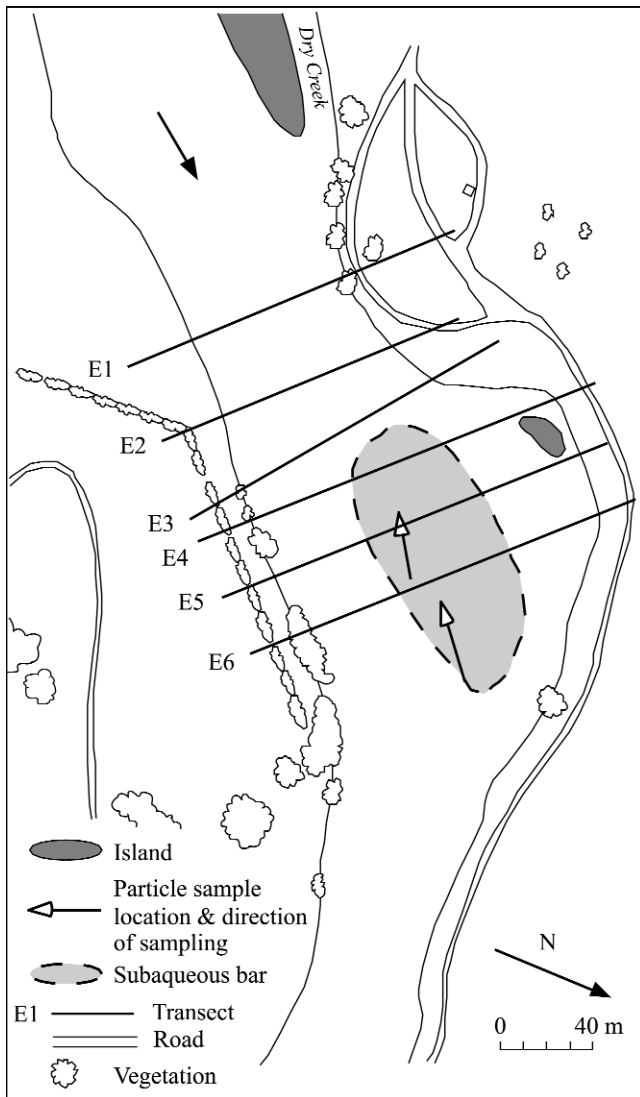 Dry Creek
E1
E2
E3
E4
E5
E6
Island
Particle sample
location & direction
of sampling
Subaqueous bar
E1 Transect
Road
Vegetation
N
0 40 m